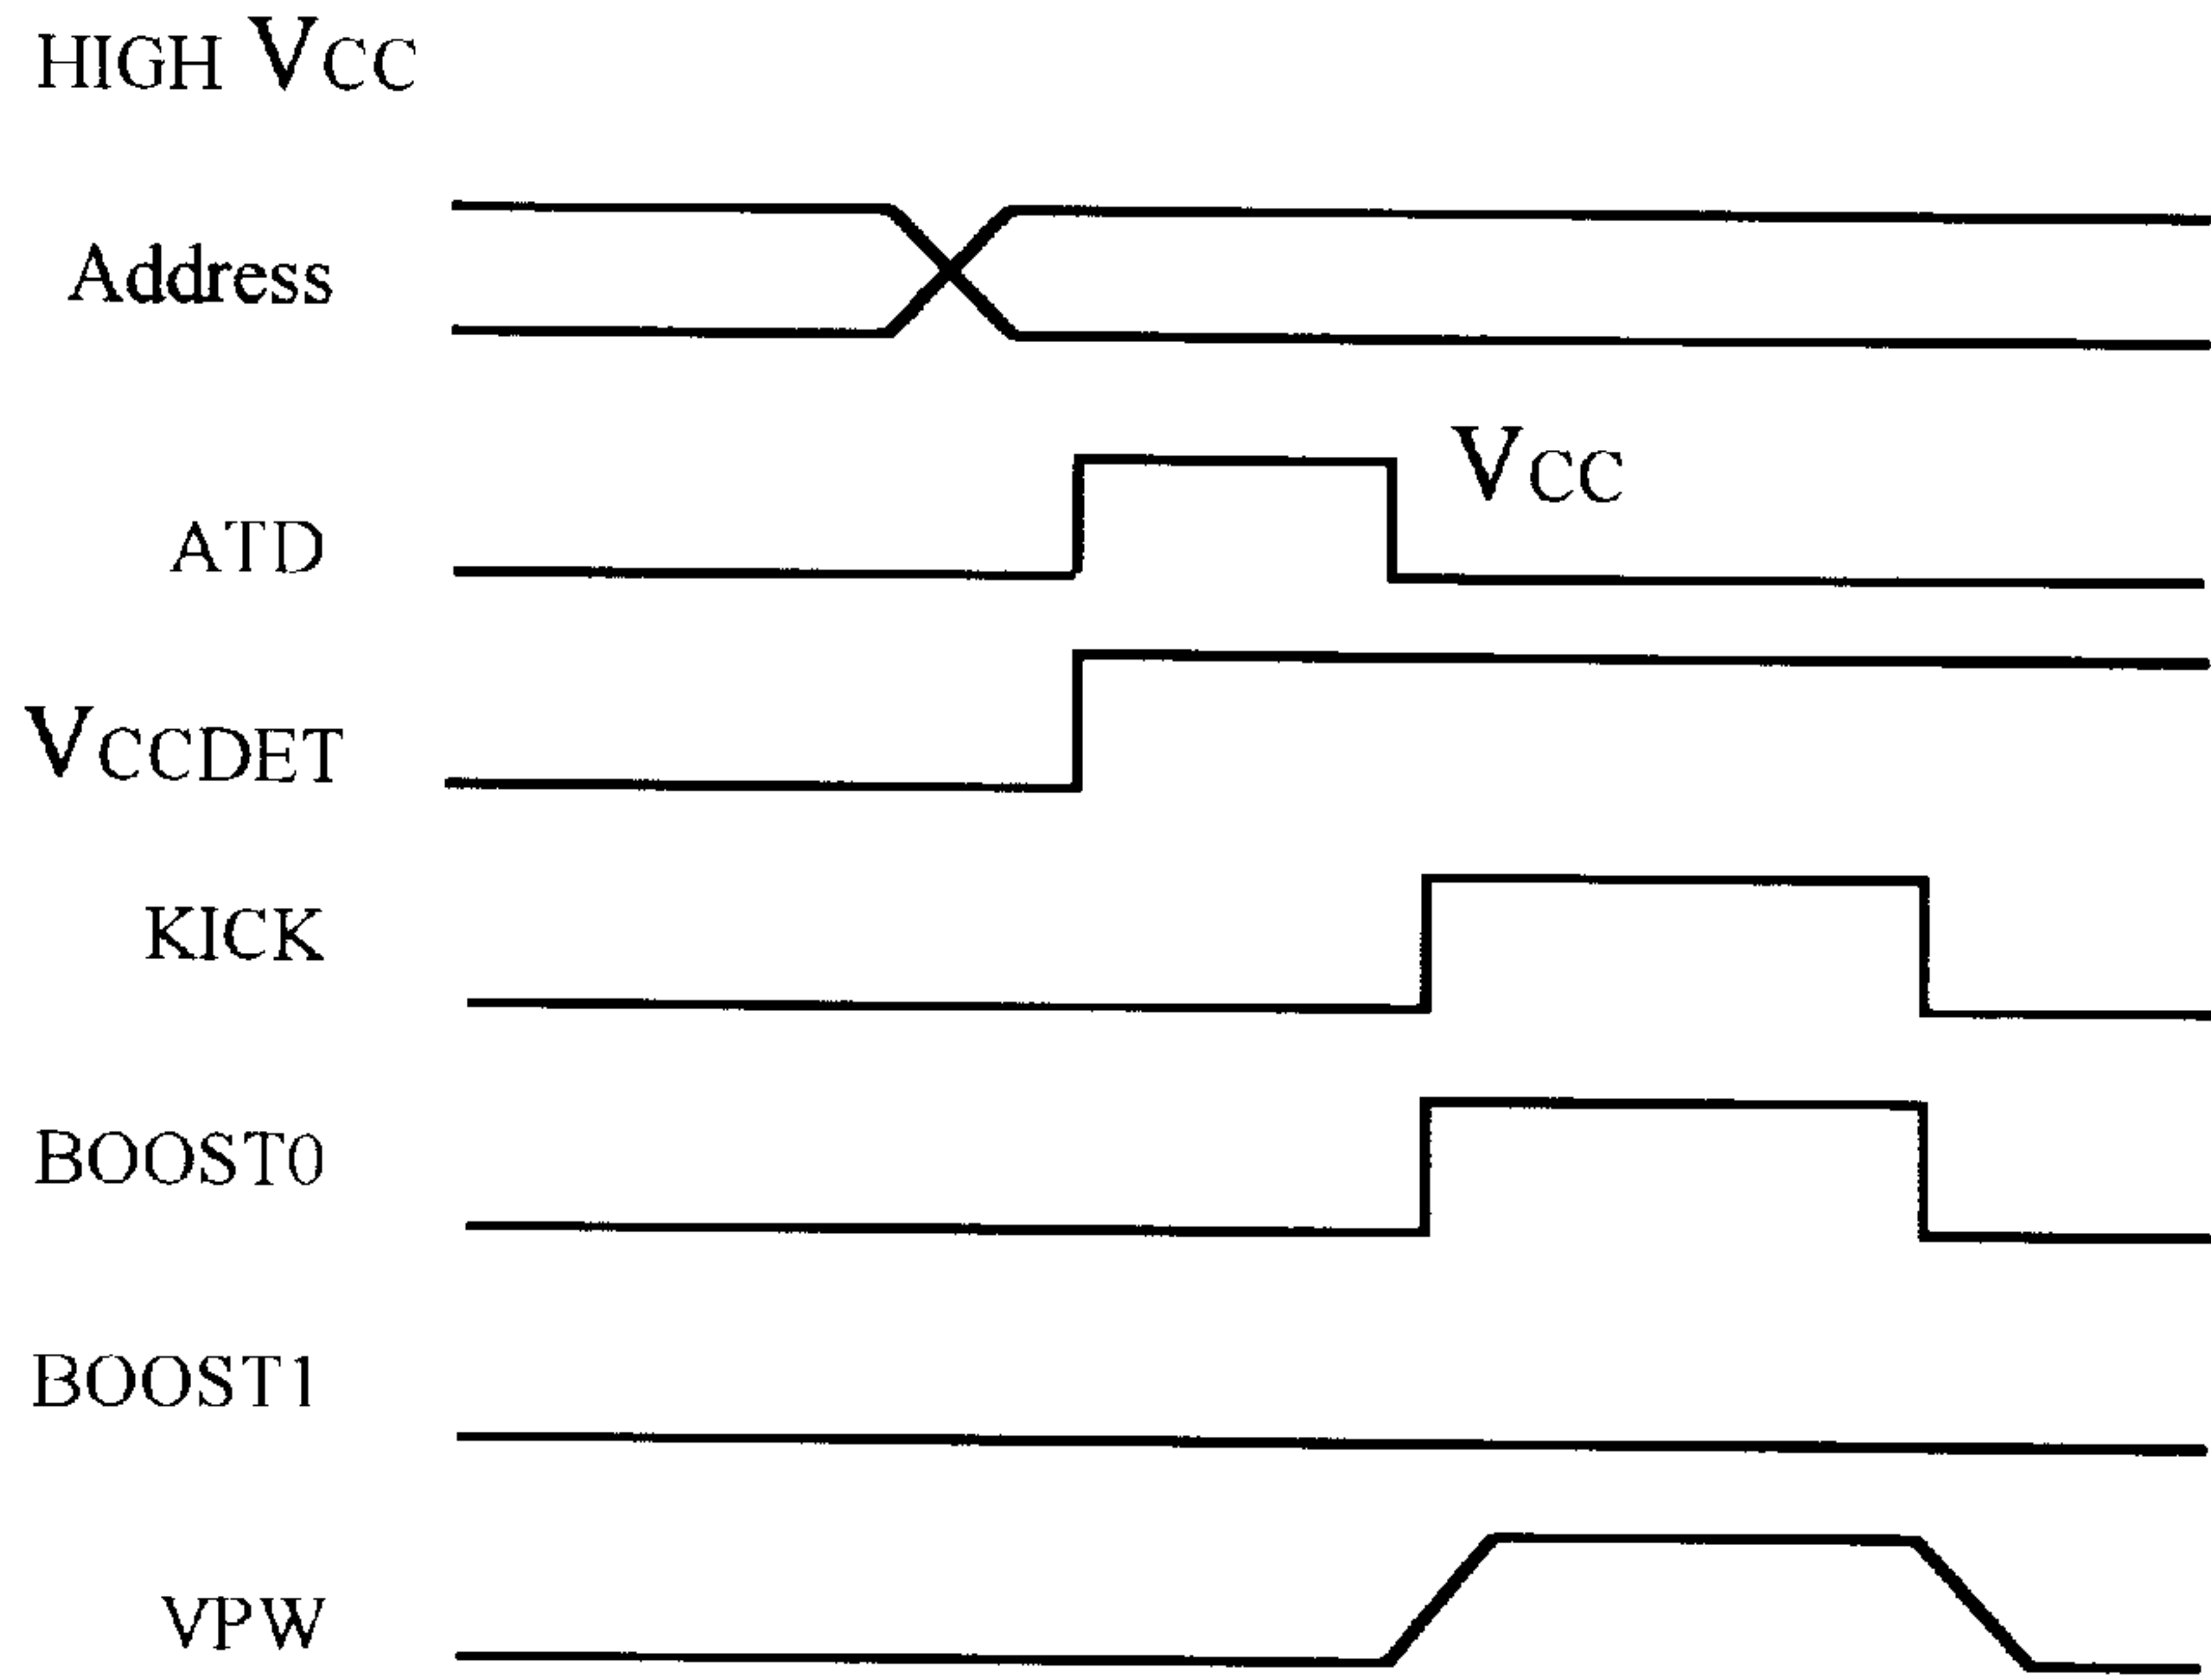 HIGH VCC
Address
VCC
ATD
VCCDET
KICK
BOOST0
BOOST1
VPW